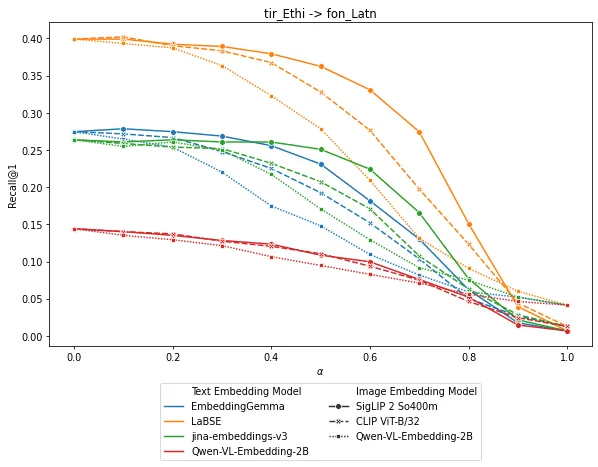 tir_Ethi -> fon_Latn
0.40
0.35
0.30
0.25
0.20
0.15
0.10
0.05
0.00
Recall@1
0.0 0.2 0.4 0.6 0.8 1.0
α
Text Embedding Model Image Embedding Model
EmbeddingGemma SigLIP 2 So400m
LaBSE CLIP ViT-B/32
jina-embeddings-v3 Qwen-VL-Embedding-2B
Qwen-VL-Embedding-2B